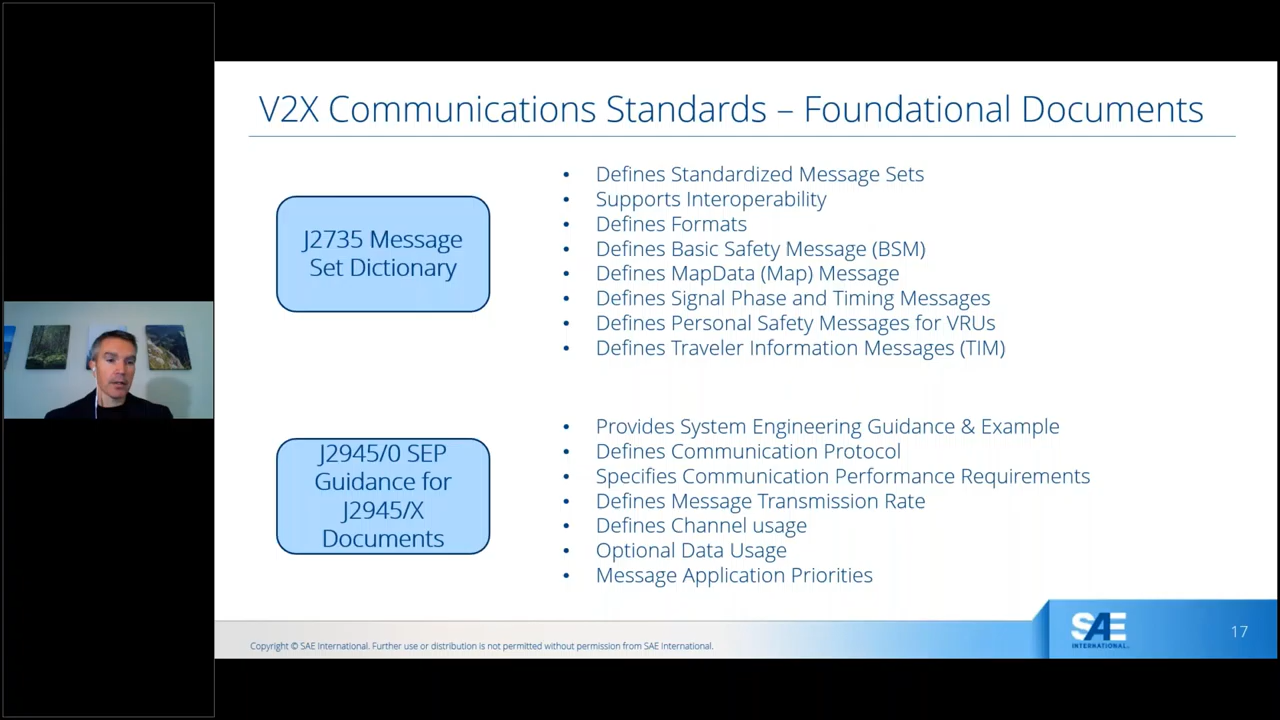 V2X Communications Standards – Foundational Documents
J2735 Message
Set Dictionary
• Defines Standardized Message Sets
• Supports Interoperability
• Defines Formats
• Defines Basic Safety Message (BSM)
• Defines MapData (Map) Message
• Defines Signal Phase and Timing Messages
• Defines Personal Safety Messages for VRUs
• Defines Traveler Information Messages (TIM)
J2945/0 SEP
Guidance for
J2945/X
Documents
• Provides System Engineering Guidance & Example
• Defines Communication Protocol
• Specifies Communication Performance Requirements
• Defines Message Transmission Rate
• Defines Channel usage
• Optional Data Usage
• Message Application Priorities
Copyright © SAE International. Further use or distribution is not permitted without permission from SAE International.
SAE
INTERNATIONAL.
17